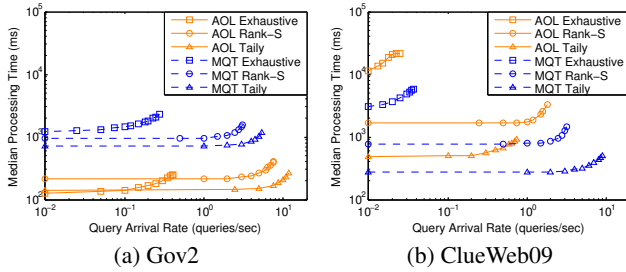 (a)
10^5
10^4
10^3
10^2
Median Processing Time (ms)
AOL Exhaustive
AOL Rank-S
AOL Taily
MQT Exhaustive
MQT Rank-S
MQT Taily
10^-2 10^-1 10^0 10^1
Query Arrival Rate (queries/sec)
(a) Gov2
(b)
10^5
10^4
10^3
10^2
Median Processing Time (ms)
AOL Exhaustive
AOL Rank-S
AOL Taily
MQT Exhaustive
MQT Rank-S
MQT Taily
10^-2 10^-1 10^0 10^1
Query Arrival Rate (queries/sec)
(b) ClueWeb09